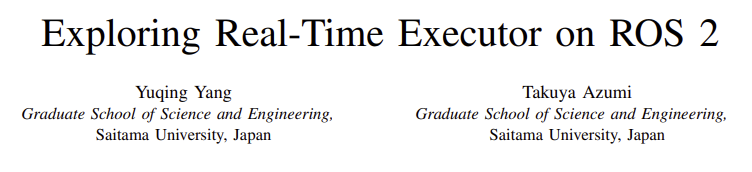 Exploring Real-Time Executor on ROS 2
Yuqing Yang
Graduate School of Science and Engineering,
Saitama University, Japan
Takuya Azumi
Graduate School of Science and Engineering,
Saitama University, Japan